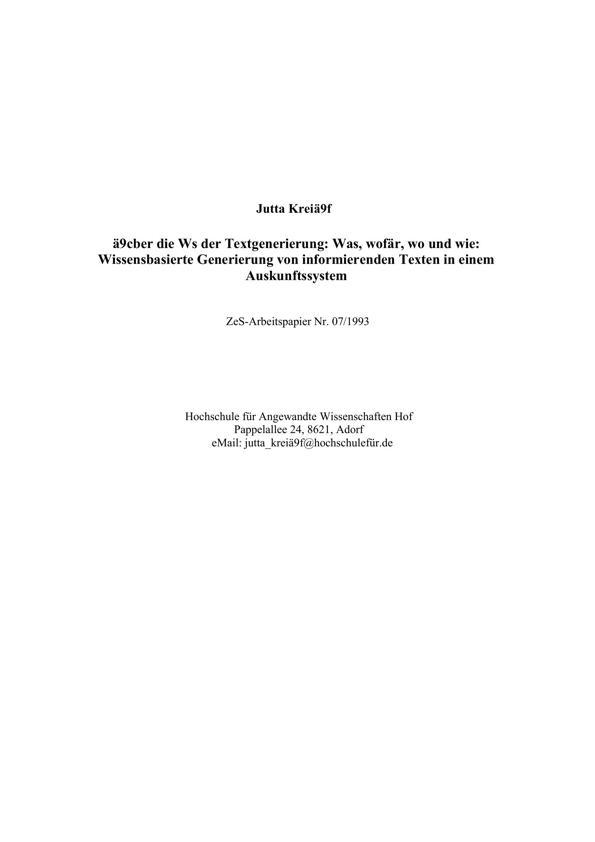 Jutta Kreiä9f
ä9cber die Ws der Textgenerierung: Was, wofär, wo und wie:
Wissensbasierte Generierung von informierenden Texten in einem
Auskunftssystem
ZeS-Arbeitspapier Nr. 07/1993
Hochschule für Angewandte Wissenschaften Hof
Pappelallee 24, 8621, Adorf
eMail: jutta_kreiä9f@hochschulefür.de